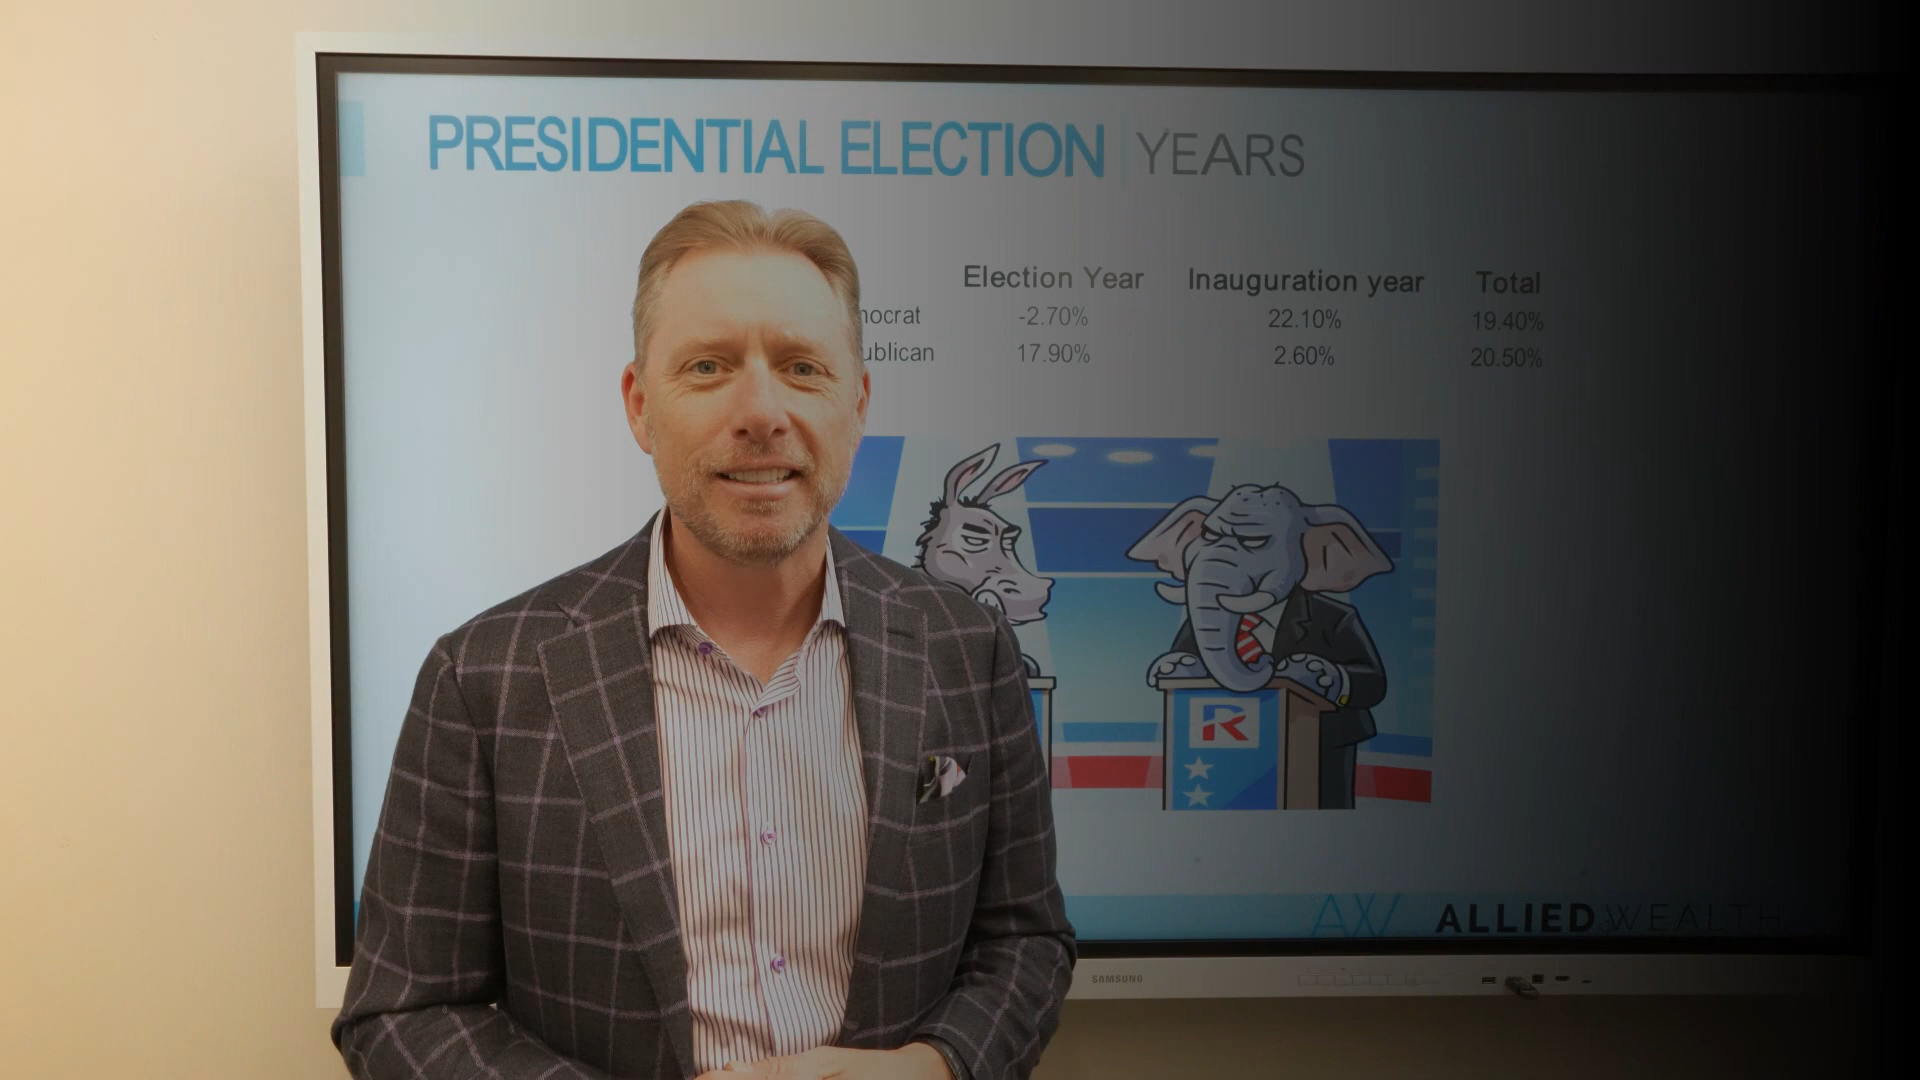 PRESIDENTIAL ELECTION YEARS
Election Year Inauguration year Total
mocrat -2.70% 22.10% 19.40%
ublican 17.90% 2.60% 20.50%
R
AW ALLIED WEALTH
SAMSUNG